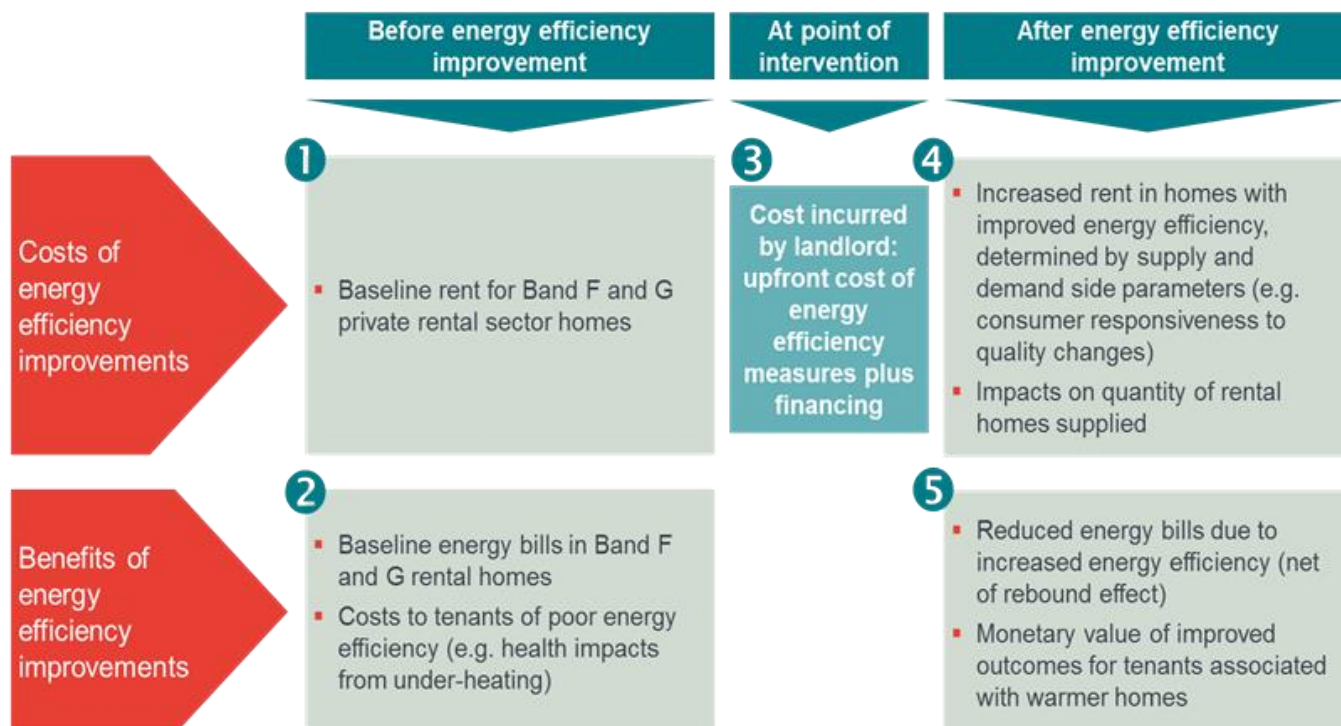 Before energy efficiency
improvement
At point of
intervention
After energy efficiency
improvement
Costs of
energy
efficiency
improvements
1
▪ Baseline rent for Band F and G
private rental sector homes
3
Cost incurred
by landlord:
upfront cost of
energy
efficiency
measures plus
financing
4
▪ Increased rent in homes with
improved energy efficiency,
determined by supply and
demand side parameters (e.g.
consumer responsiveness to
quality changes)
▪ Impacts on quantity of rental
homes supplied
Benefits of
energy
efficiency
improvements
2
▪ Baseline energy bills in Band F
and G rental homes
▪ Costs to tenants of poor energy
efficiency (e.g. health impacts
from under-heating)
5
▪ Reduced energy bills due to
increased energy efficiency (net
of rebound effect)
▪ Monetary value of improved
outcomes for tenants associated
with warmer homes